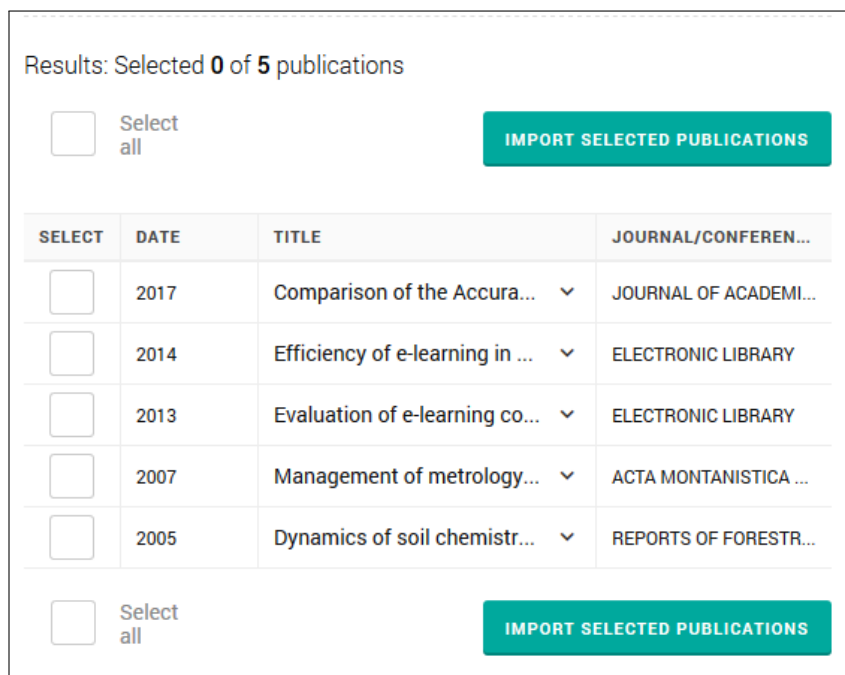 Results: Selected 0 of 5 publications
Select
all
IMPORT SELECTED PUBLICATIONS
SELECT DATE TITLE JOURNAL/CONFEREN...
2017 Comparison of the Accura... JOURNAL OF ACADEMI...
2014 Efficiency of e-learning in ... ELECTRONIC LIBRARY
2013 Evaluation of e-learning co... ELECTRONIC LIBRARY
2007 Management of metrology... ACTA MONTANISTICA ...
2005 Dynamics of soil chemistr... REPORTS OF FORESTR...
Select
all
IMPORT SELECTED PUBLICATIONS